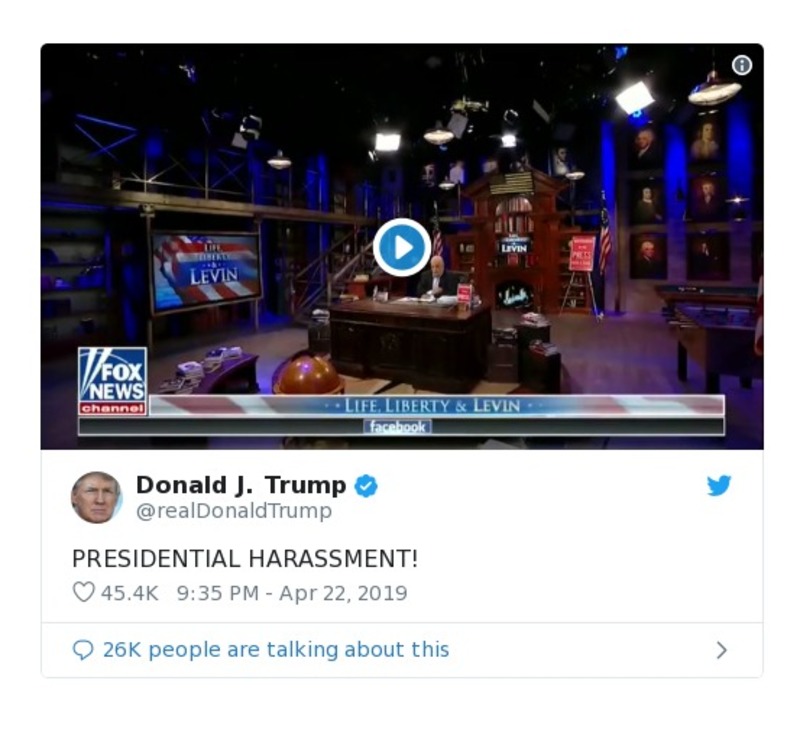 LIFE,
LIBERTY
&
LEVIN
LEVIN
PRESS
FOX
NEWS
channel
LIFE, LIBERTY & LEVIN
facebook
Donald J. Trump
@realDonaldTrump
PRESIDENTIAL HARASSMENT!
45.4K 9:35 PM - Apr 22, 2019
26K people are talking about this